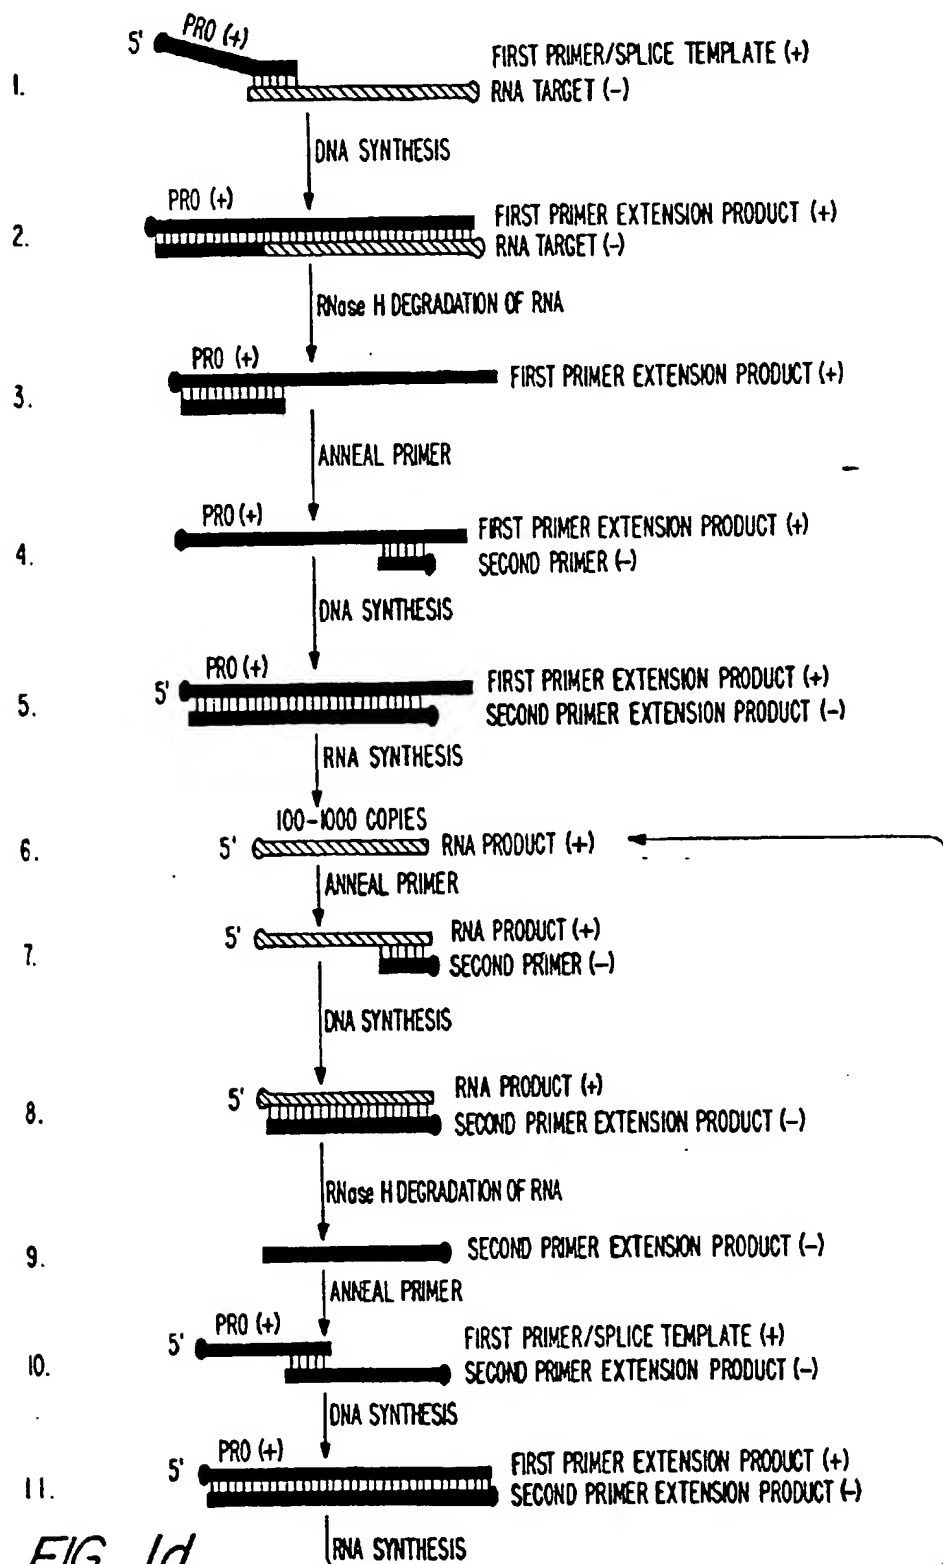 5' PRO (+)
FIRST PRIMER/SPLICE TEMPLATE (+)
1.
RNA TARGET (-)
DNA SYNTHESIS
PRO (+)
FIRST PRIMER EXTENSION PRODUCT (+)
2.
RNA TARGET (-)
RNase H DEGRADATION OF RNA
PRO (+)
FIRST PRIMER EXTENSION PRODUCT (+)
3.
ANNEAL PRIMER
PRO (+)
FIRST PRIMER EXTENSION PRODUCT (+)
4.
SECOND PRIMER (-)
DNA SYNTHESIS
PRO (+)
5' FIRST PRIMER EXTENSION PRODUCT (+)
5.
SECOND PRIMER EXTENSION PRODUCT (-)
RNA SYNTHESIS
100-1000 COPIES
6. 5' RNA PRODUCT (+)
ANNEAL PRIMER
5' RNA PRODUCT (+)
7.
SECOND PRIMER (-)
DNA SYNTHESIS
5' RNA PRODUCT (+)
8.
SECOND PRIMER EXTENSION PRODUCT (-)
RNase H DEGRADATION OF RNA
9. SECOND PRIMER EXTENSION PRODUCT (-)
ANNEAL PRIMER
5' PRO (+) FIRST PRIMER/SPLICE TEMPLATE (+)
10. SECOND PRIMER EXTENSION PRODUCT (-)
DNA SYNTHESIS
PRO (+)
5' FIRST PRIMER EXTENSION PRODUCT (+)
11. SECOND PRIMER EXTENSION PRODUCT (-)
RNA SYNTHESIS
FIG. 1d